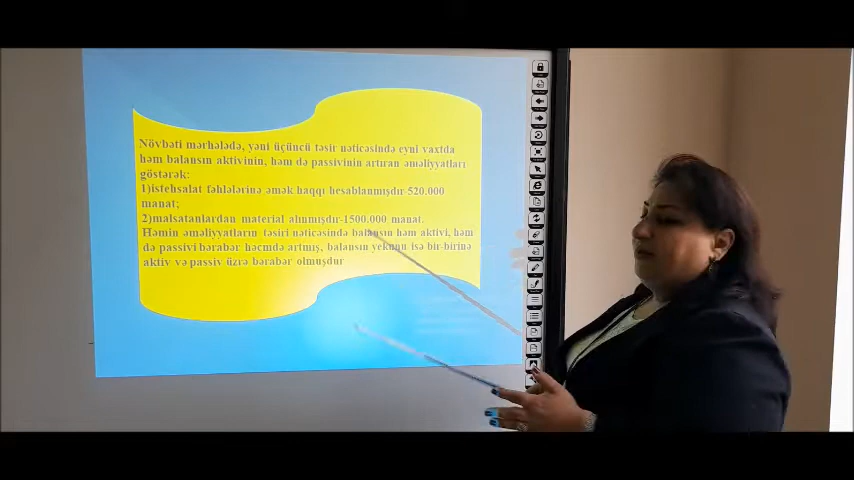 Növbəti mərhələdə, yəni üçüncü təsir nəticəsində eyni vaxtda
həm balansın aktivinin, həm də passivinin artıran əməliyyatları
göstərək:
1)istehsalat fəhlələrinə əmək haqqı hesablanmışdır-520.000
manat;
2)malsatanlardan material alınmışdır-1500.000 manat.
Həmin əməliyyatların təsiri nəticəsində balansın həm aktivi, həm
də passivi bərabər həcmdə artmış, balansın yekunu isə bir-birinə
aktiv və passiv üzrə bərabər olmuşdur